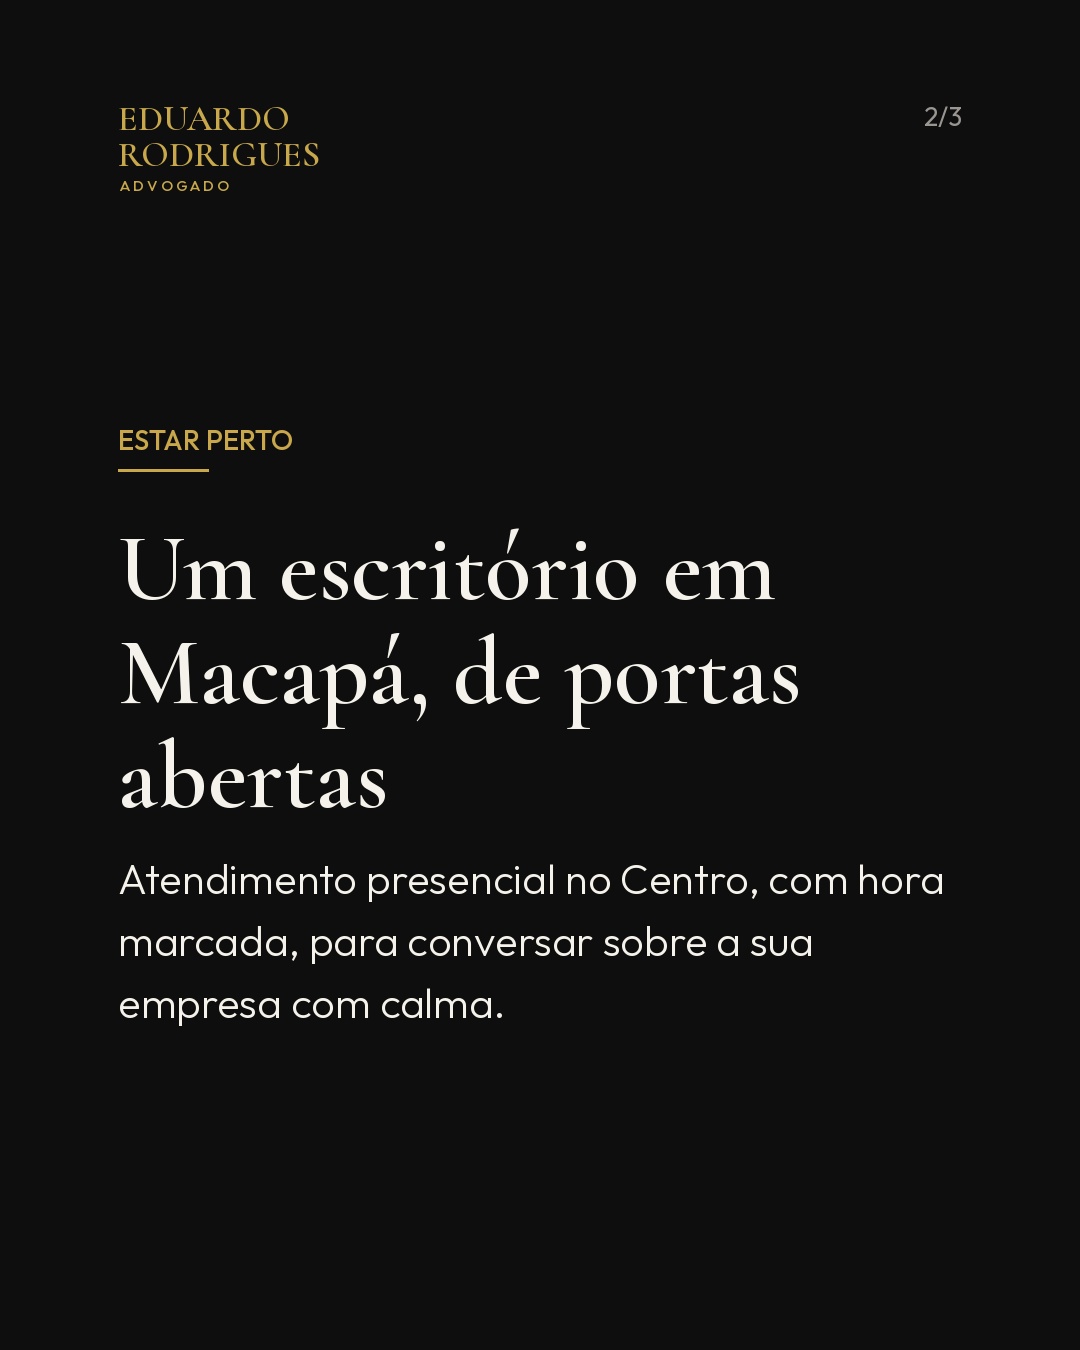 EDUARDO
RODRIGUES
ADVOGADO
2/3
ESTAR PERTO
Um escritório em
Macapá, de portas
abertas
Atendimento presencial no Centro, com hora
marcada, para conversar sobre a sua
empresa com calma.